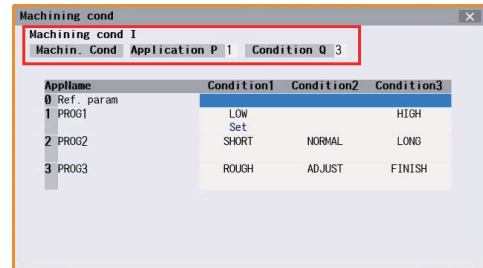 Machining cond
Machining cond I
Machin. Cond Application P 1 Condition Q 3
AppName Condition1 Condition2 Condition3
0 Ref. param
1 PROG1 LOW HIGH
Set
2 PROG2 SHORT NORMAL LONG
3 PROG3 ROUGH ADJUST FINISH